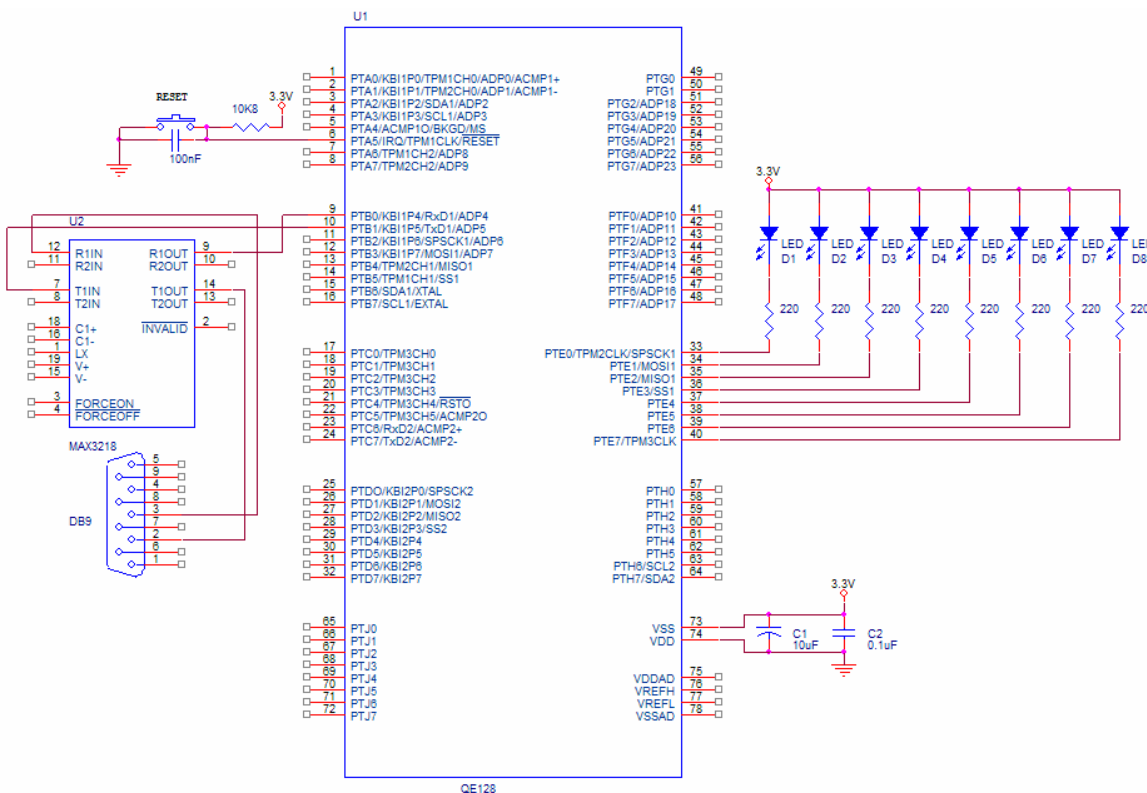 U1
1 PTA0/KBI1P0/TPM1CH0/ADP0/ACMP1+
2 PTA1/KBI1P1/TPM2CH0/ADP1/ACMP1-
3 PTA2/KBI1P2/SDA1/ADP2
4 PTA3/KBI1P3/SCL1/ADP3
5 PTA4/ACMP1O/BKGD/MS
6 PTA5/IRQ/TPM1CLK/RESET
7 PTA6/TPM1CH2/ADP8
8 PTA7/TPM2CH2/ADP9
RESET
10K8
3.3V
100nF
9 PTB0/KBI1P4/RxD1/ADP4
10 PTB1/KBI1P5/TxD1/ADP5
11 PTB2/KBI1P6/SPSCK1/ADP6
12 PTB3/KBI1P7/MOSI1/ADP7
13 PTB4/TPM2CH1/MISO1
14 PTB5/TPM1CH1/SS1
15 PTB6/SDA1/XTAL
16 PTB7/SCL1/EXTAL
17 PTC0/TPM3CH0
18 PTC1/TPM3CH1
19 PTC2/TPM3CH2
20 PTC3/TPM3CH3
21 PTC4/TPM3CH4/RSTO
22 PTC5/TPM3CH5/ACMP2O
23 PTC6/RxD2/ACMP2+
24 PTC7/TxD2/ACMP2-
25 PTDO/KBI2P0/SPSCK2
26 PTD1/KBI2P1/MOSI2
27 PTD2/KBI2P2/MISO2
28 PTD3/KBI2P3/SS2
29 PTD4/KBI2P4
30 PTD5/KBI2P5
31 PTD6/KBI2P6
32 PTD7/KBI2P7
65 PTJ0
66 PTJ1
67 PTJ2
68 PTJ3
69 PTJ4
70 PTJ5
71 PTJ6
72 PTJ7
U2
12 R1IN R1OUT 9
11 R2IN R2OUT 10
7 T1IN T1OUT 14
8 T2IN T2OUT 13
18 C1+ INVALID 2
16 C1-
1 LX
19 V+
15 V-
3 FORCEON
4 FORCEOFF
MAX3218
DB9
5
9
4
8
3
7
2
6
1
PTG0 49
PTG1 50
PTG2/ADP18 51
PTG3/ADP19 52
PTG4/ADP20 53
PTG5/ADP21 54
PTG6/ADP22 55
PTG7/ADP23 56
PTF0/ADP10 41
PTF1/ADP11 42
PTF2/ADP12 43
PTF3/ADP13 44
PTF4/ADP14 45
PTF5/ADP15 46
PTF6/ADP16 47
PTF7/ADP17 48
PTE0/TPM2CLK/SPSCK1 33
PTE1/MOSI1 34
PTE2/MISO1 35
PTE3/SS1 36
PTE4 37
PTE5 38
PTE6 39
PTE7/TPM3CLK 40
PTH0 57
PTH1 58
PTH2 59
PTH3 60
PTH4 61
PTH5 62
PTH6/SCL2 63
PTH7/SDA2 64
VSS 73
VDD 74
VDDAD 75
VREFH 76
VREFL 77
VSSAD 78
3.3V
LED LED LED LED LED LED LED LED
D1 D2 D3 D4 D5 D6 D7 D8
220 220 220 220 220 220 220 220
3.3V
C1 C2
10uF 0.1uF
QE128